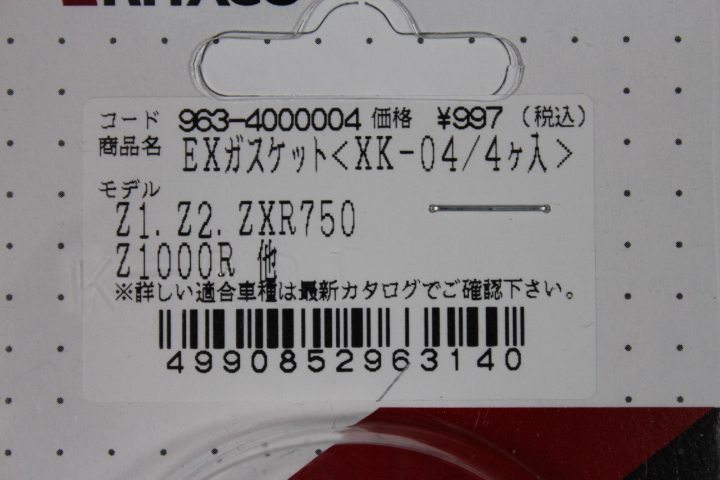 KITACO
コード 963-4000004 価格 ¥997 (税込)
商品名 EXガスケット<XK-04/4ヶ入>
モデル
Z1. Z2. ZXR750
Z1000R 他
※詳しい適合車種は最新カタログでご確認下さい。
4990852963140